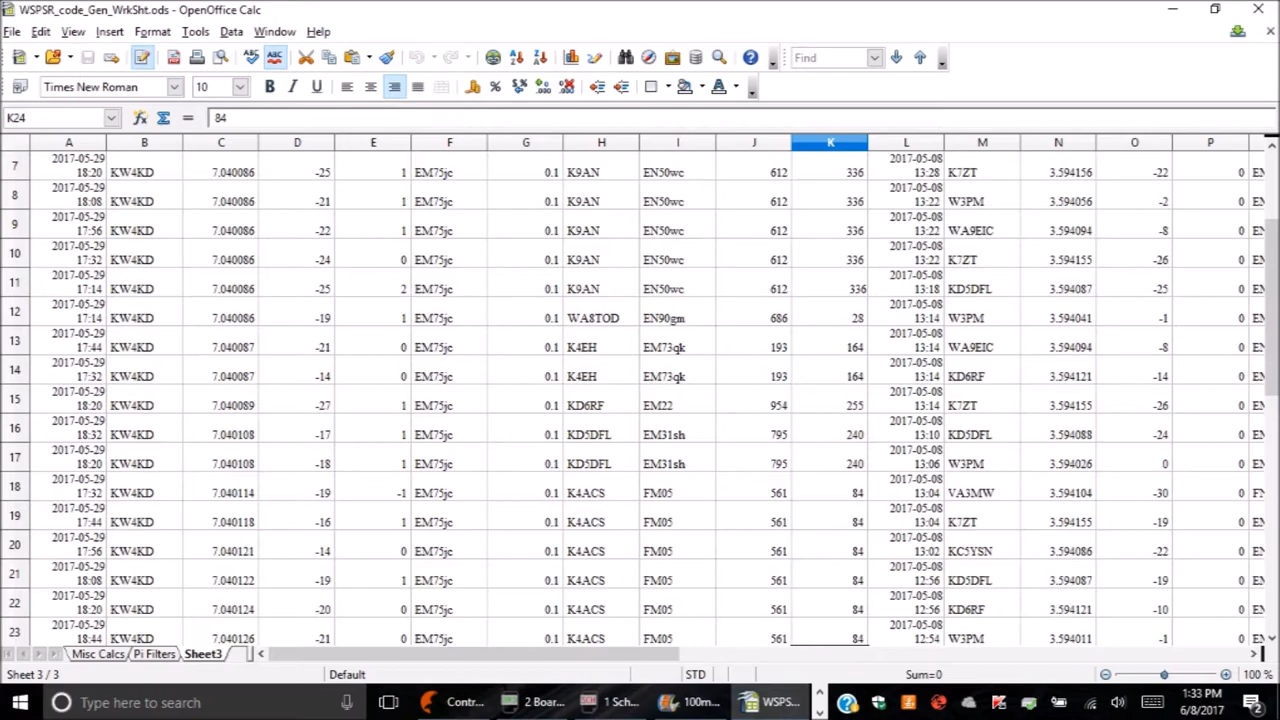 WSPSR_code_Gen_WrkSht.ods - OpenOffice Calc
File Edit View Insert Format Tools Data Window Help
Find
Times New Roman 10
K24 84
A B C D E F G H I J K L M N O P
7 2017-05-29 18:20 KW4KD 7.040086 -25 1 EM75jc 0.1 K9AN EN50wc 612 336 2017-05-08 13:28 K7ZT 3.594156 -22 0
8 2017-05-29 18:08 KW4KD 7.040086 -21 1 EM75jc 0.1 K9AN EN50wc 612 336 2017-05-08 13:22 W3PM 3.594056 -2 0
9 2017-05-29 17:56 KW4KD 7.040086 -22 1 EM75jc 0.1 K9AN EN50wc 612 336 2017-05-08 13:22 WA9EIC 3.594094 -8 0
10 2017-05-29 17:32 KW4KD 7.040086 -24 0 EM75jc 0.1 K9AN EN50wc 612 336 2017-05-08 13:22 K7ZT 3.594155 -26 0
11 2017-05-29 17:14 KW4KD 7.040086 -25 2 EM75jc 0.1 K9AN EN50wc 612 336 2017-05-08 13:18 KD5DFL 3.594087 -25 0
12 2017-05-29 17:14 KW4KD 7.040086 -19 1 EM75jc 0.1 WA8TOD EN90gm 686 28 2017-05-08 13:14 W3PM 3.594041 -1 0
13 2017-05-29 17:44 KW4KD 7.040087 -21 1 EM75jc 0.1 K4EH EM73qk 193 164 2017-05-08 13:14 WA9EIC 3.594094 -8 0
14 2017-05-29 17:32 KW4KD 7.040087 -14 0 EM75jc 0.1 K4EH EM73qk 193 164 2017-05-08 13:14 KD6RF 3.594121 -14 0
15 2017-05-29 18:20 KW4KD 7.040089 -27 1 EM75jc 0.1 KD6RF EM22 954 255 2017-05-08 13:14 K7ZT 3.594155 -26 0
16 2017-05-29 18:32 KW4KD 7.040108 -17 1 EM75jc 0.1 KD5DFL EM31sh 795 240 2017-05-08 13:10 KD5DFL 3.594088 -24 0
17 2017-05-29 18:20 KW4KD 7.040108 -18 1 EM75jc 0.1 KD5DFL EM31sh 795 240 2017-05-08 13:06 W3PM 3.594026 0 0
18 2017-05-29 17:32 KW4KD 7.040114 -19 -1 EM75jc 0.1 K4ACS FM05 561 84 2017-05-08 13:04 VA3MW 3.594104 -30 0
19 2017-05-29 17:44 KW4KD 7.040118 -16 1 EM75jc 0.1 K4ACS FM05 561 84 2017-05-08 13:04 K7ZT 3.594155 -19 0
20 2017-05-29 17:56 KW4KD 7.040121 -14 0 EM75jc 0.1 K4ACS FM05 561 84 2017-05-08 13:02 KC5YSN 3.594086 -22 0
21 2017-05-29 18:08 KW4KD 7.040122 -19 1 EM75jc 0.1 K4ACS FM05 561 84 2017-05-08 12:56 KD5DFL 3.594087 -19 0
22 2017-05-29 18:20 KW4KD 7.040124 -20 0 EM75jc 0.1 K4ACS FM05 561 84 2017-05-08 12:56 KD6RF 3.594121 -10 0
23 2017-05-29 18:44 KW4KD 7.040126 -21 0 EM75jc 0.1 K4ACS FM05 561 84 2017-05-08 12:54 W3PM 3.594011 -1 0
Misc Calcs Pi Filters Sheet3
Sheet 3 / 3 Default STD Sum=0 100 %
Type here to search Contr... 2 Boar... 1 Sch... 100m... WSPS... 1:33 PM
6/8/2017